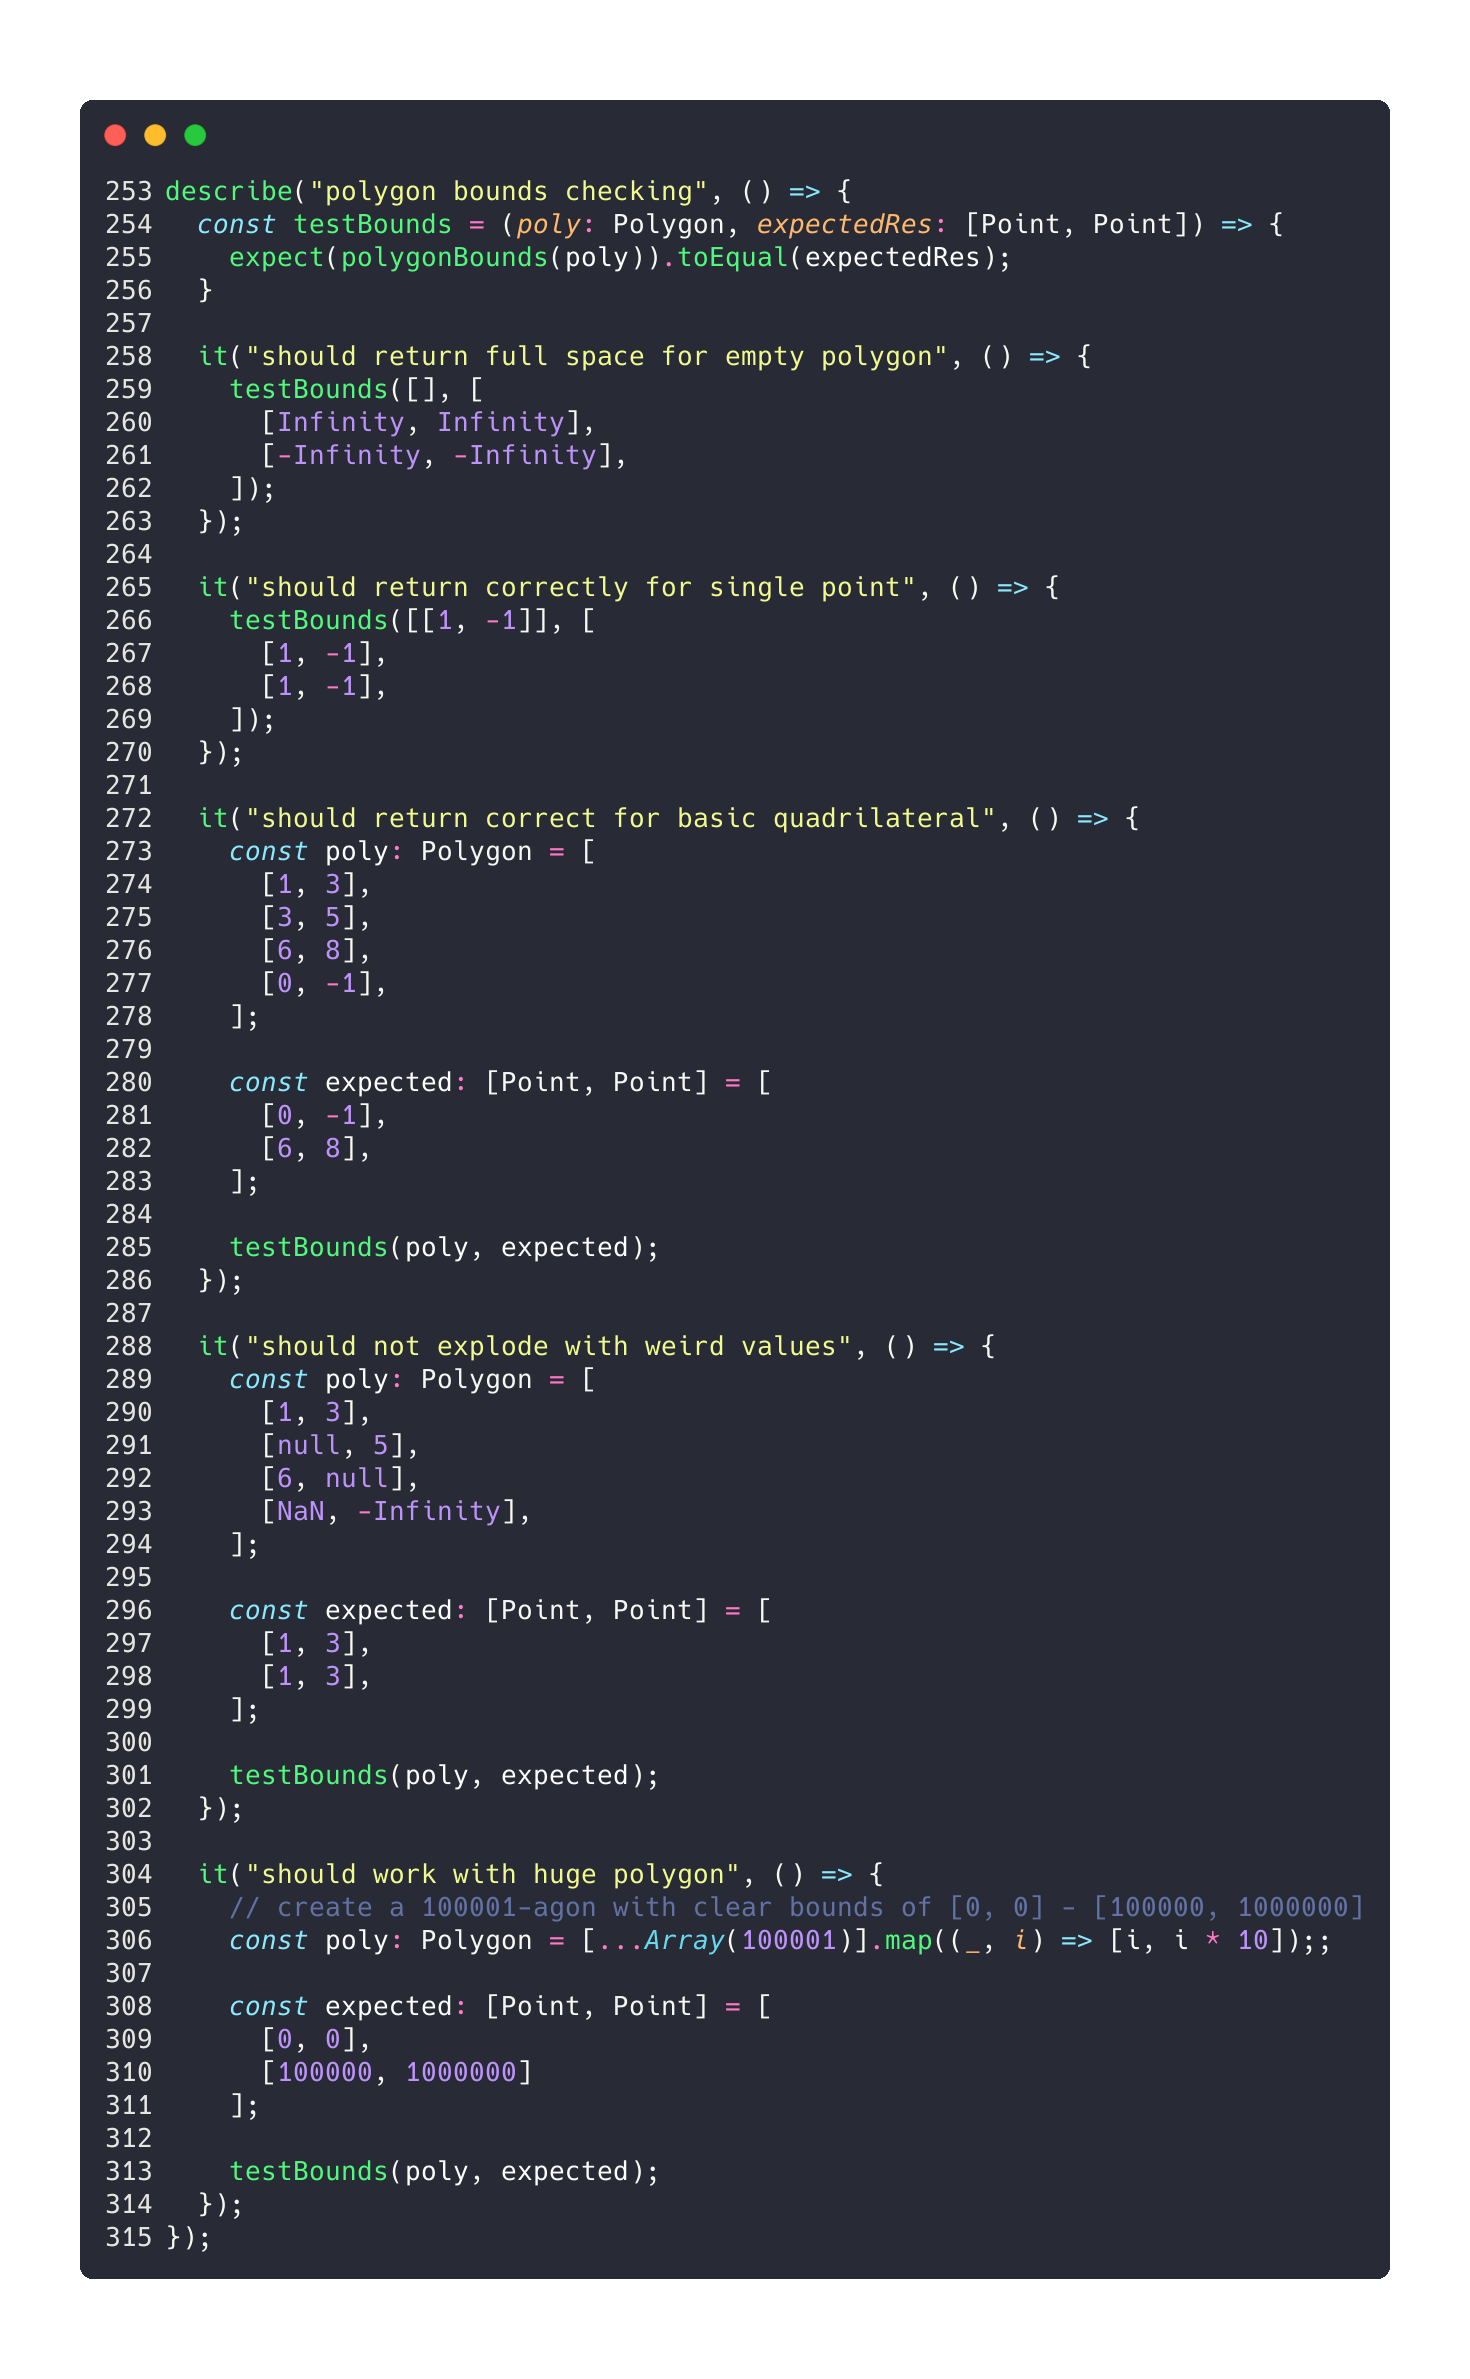 253 describe("polygon bounds checking", () => {
254   const testBounds = (poly: Polygon, expectedRes: [Point, Point]) => {
255     expect(polygonBounds(poly)).toEqual(expectedRes);
256   }
257
258   it("should return full space for empty polygon", () => {
259     testBounds([], [
260       [Infinity, Infinity],
261       [-Infinity, -Infinity],
262     ]);
263   });
264
265   it("should return correctly for single point", () => {
266     testBounds([[1, -1]], [
267       [1, -1],
268       [1, -1],
269     ]);
270   });
271
272   it("should return correct for basic quadrilateral", () => {
273     const poly: Polygon = [
274       [1, 3],
275       [3, 5],
276       [6, 8],
277       [0, -1],
278     ];
279
280     const expected: [Point, Point] = [
281       [0, -1],
282       [6, 8],
283     ];
284
285     testBounds(poly, expected);
286   });
287
288   it("should not explode with weird values", () => {
289     const poly: Polygon = [
290       [1, 3],
291       [null, 5],
292       [6, null],
293       [NaN, -Infinity],
294     ];
295
296     const expected: [Point, Point] = [
297       [1, 3],
298       [1, 3],
299     ];
300
301     testBounds(poly, expected);
302   });
303
304   it("should work with huge polygon", () => {
305     // create a 100001-agon with clear bounds of [0, 0] - [100000, 1000000]
306     const poly: Polygon = [...Array(100001)].map((_, i) => [i, i * 10]);;
307
308     const expected: [Point, Point] = [
309       [0, 0],
310       [100000, 1000000]
311     ];
312
313     testBounds(poly, expected);
314   });
315 });